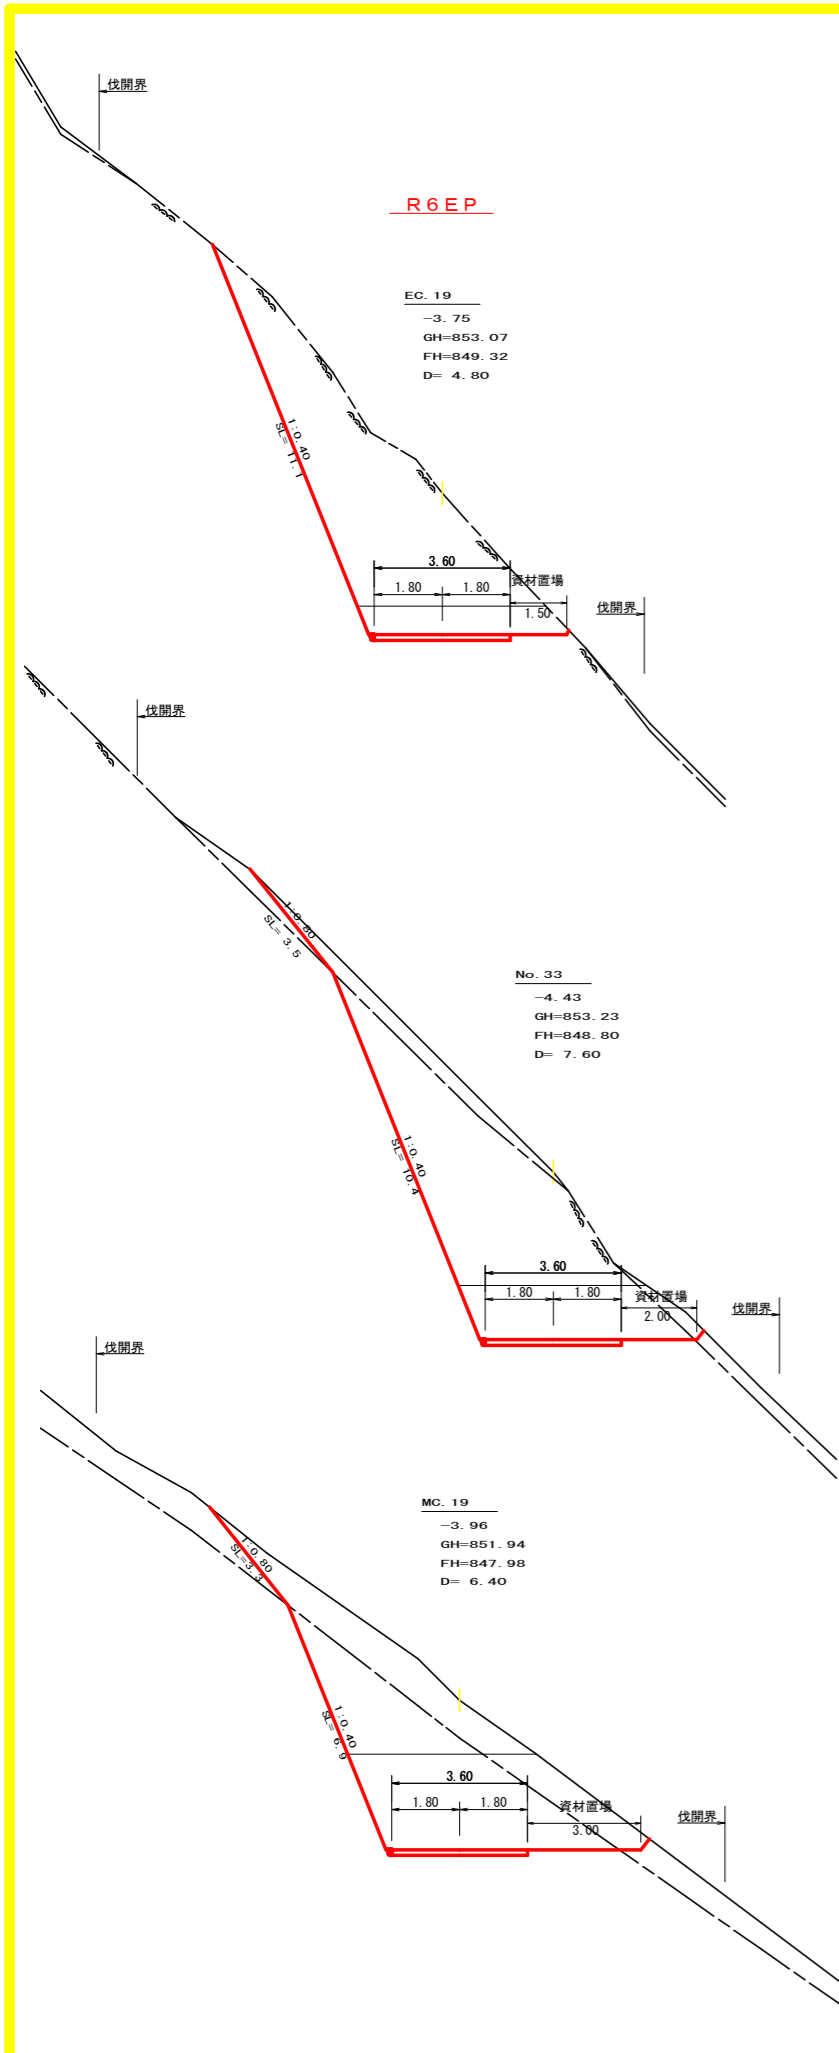 伐開界
R6EP
EC. 19
-3. 75
GH=853. 07
FH=849. 32
D= 4. 80
1:0. 40
SL= 11. 1
3. 60
資材置場
1. 80
1. 80
1. 50
伐開界
伐開界
1:0. 80
SL= 3. 5
No. 33
-4. 43
GH=853. 23
FH=848. 80
D= 7. 60
1:0. 40
SL= 10. 4
3. 60
1. 80
1. 80
資材置場
2. 00
伐開界
伐開界
MC. 19
-3. 96
GH=851. 94
FH=847. 98
D= 6. 40
1:0. 80
SL=3. 3
1:0. 40
SL= 6. 9
3. 60
1. 80
1. 80
資材置場
3. 00
伐開界